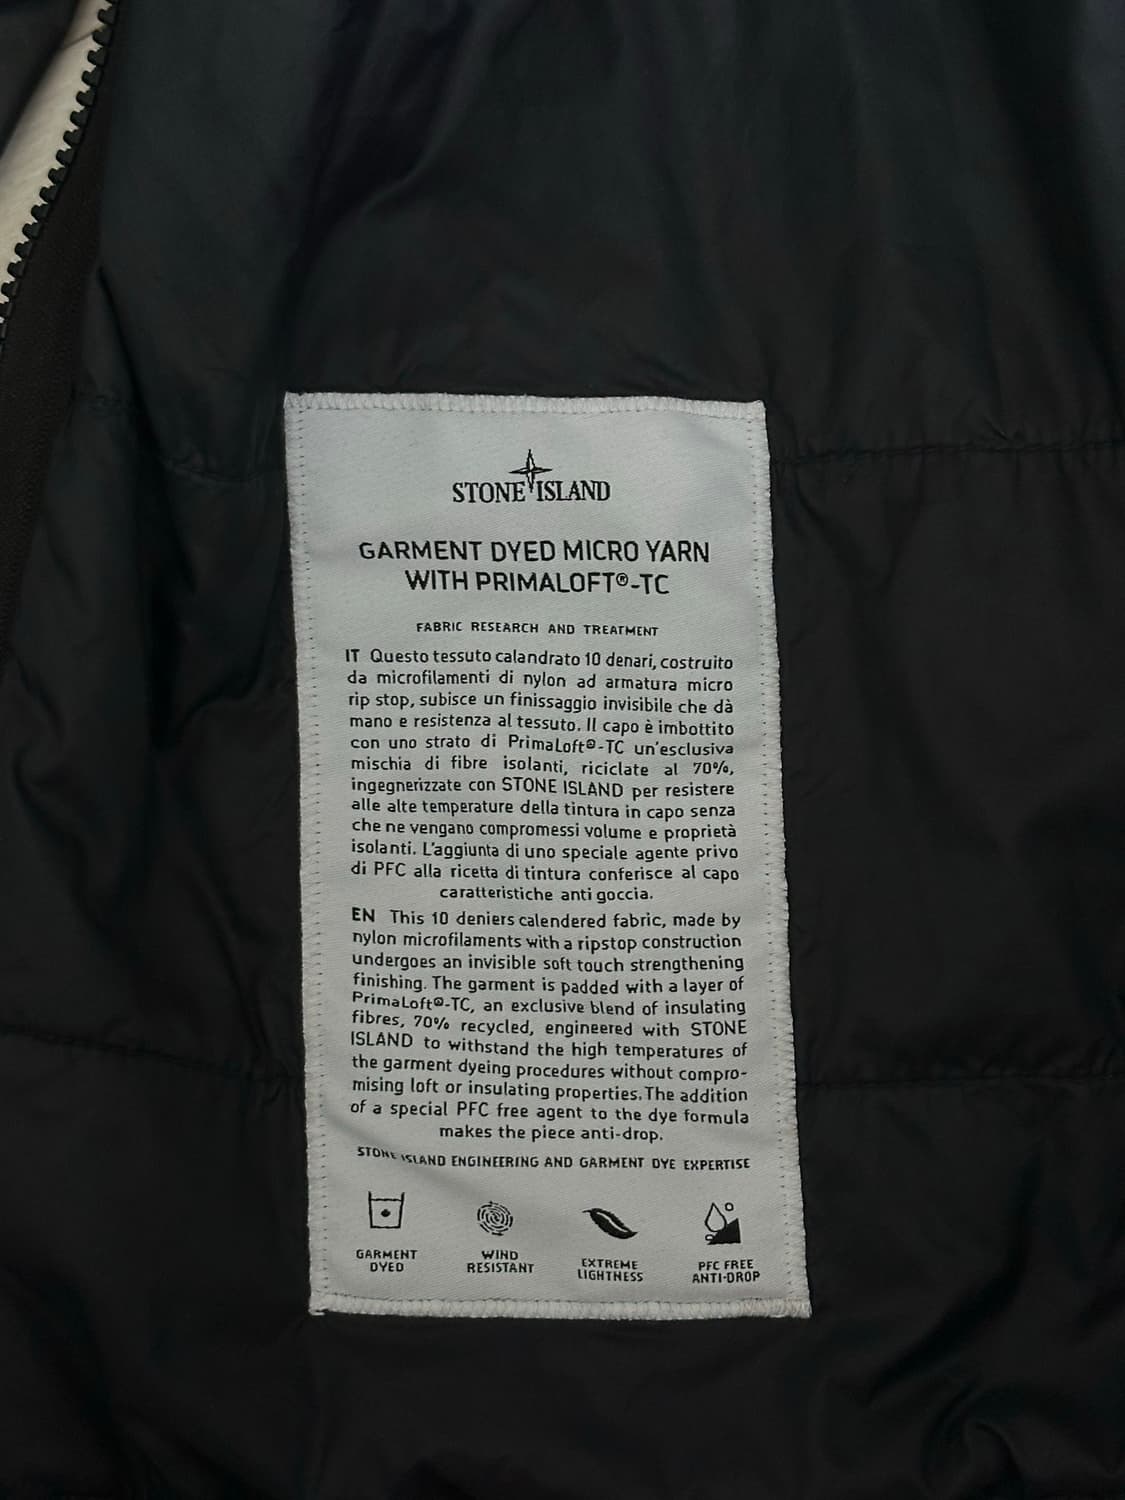 STONE ISLAND
GARMENT DYED MICRO YARN
WITH PRIMALOFT®-TC
FABRIC RESEARCH AND TREATMENT
IT Questo tessuto calandrato 10 denari, costruito
da microfilamenti di nylon ad armatura micro
rip stop, subisce un finissaggio invisibile che dà
mano e resistenza al tessuto. Il capo è imbottito
con uno strato di PrimaLoft®-TC un'esclusiva
mischia di fibre isolanti, riciclate al 70%,
ingegnerizzate con STONE ISLAND per resistere
alle alte temperature della tintura in capo senza
che ne vengano compromessi volume e proprietà
isolanti. L'aggiunta di uno speciale agente privo
di PFC alla ricetta di tintura conferisce al capo
caratteristiche anti goccia.
EN This 10 deniers calendered fabric, made by
nylon microfilaments with a ripstop construction
undergoes an invisible soft touch strengthening
finishing. The garment is padded with a layer of
PrimaLoft®-TC, an exclusive blend of insulating
fibres, 70% recycled, engineered with STONE
ISLAND to withstand the high temperatures of
the garment dyeing procedures without compro-
mising loft or insulating properties. The addition
of a special PFC free agent to the dye formula
makes the piece anti-drop.
STONE ISLAND ENGINEERING AND GARMENT DYE EXPERTISE
GARMENT
DYED
WIND
RESISTANT
EXTREME
LIGHTNESS
PFC FREE
ANTI-DROP